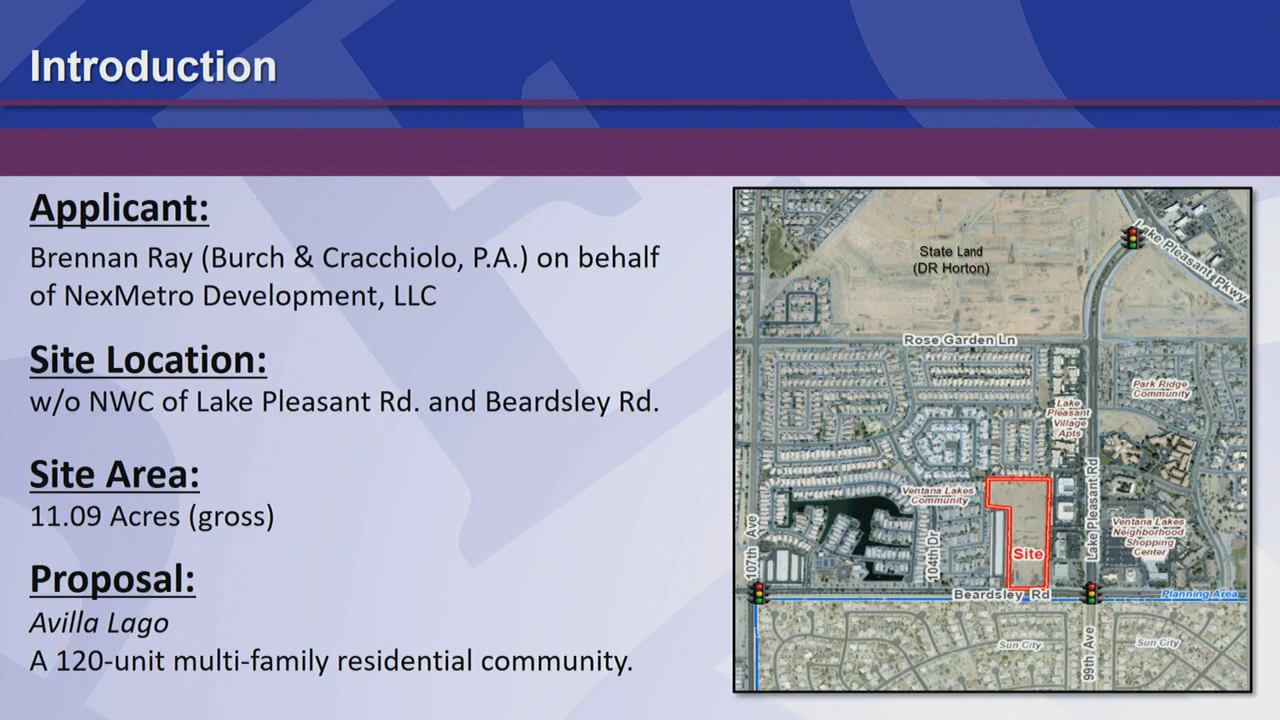 Introduction
Applicant:
Brennan Ray (Burch & Cracchiolo, P.A.) on behalf
of NexMetro Development, LLC
Site Location:
w/o NWC of Lake Pleasant Rd. and Beardsley Rd.
Site Area:
11.09 Acres (gross)
Proposal:
Avilla Lago
A 120-unit multi-family residential community.
State Land
(DR Horton)
Lake Pleasant Pkwy
Rose Garden Ln
Park Ridge
Community
Lake
Pleasant
Village
Apts
Ventana Lakes
Community
Lake Pleasant Rd
Ventana Lakes
Neighborhood
Shopping
Center
107th Ave
104th Dr
Site
Beardsley Rd
Planning Area
Sun City
99th Ave
Sun City